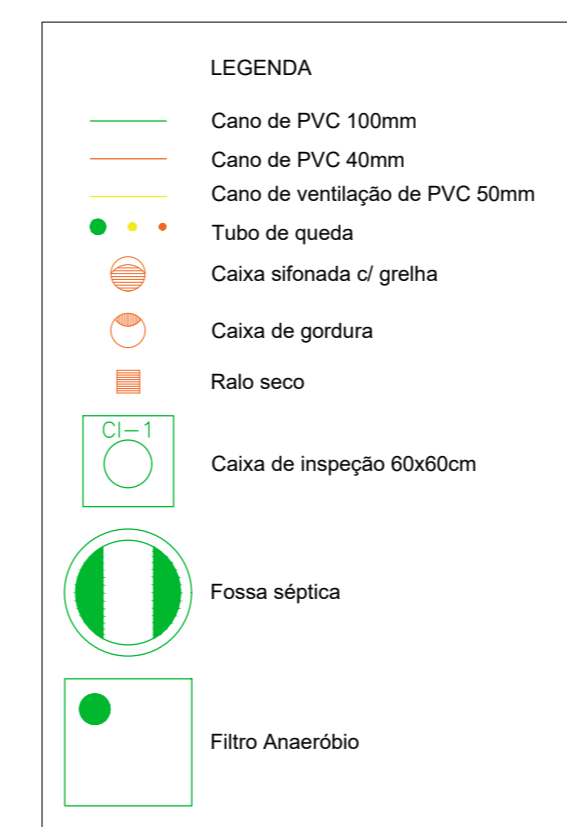 LEGENDA
Cano de PVC 100mm
Cano de PVC 40mm
Cano de ventilação de PVC 50mm
Tubo de queda
Caixa sifonada c/ grelha
Caixa de gordura
Ralo seco
CI-1
Caixa de inspeção 60x60cm
Fossa séptica
Filtro Anaeróbio